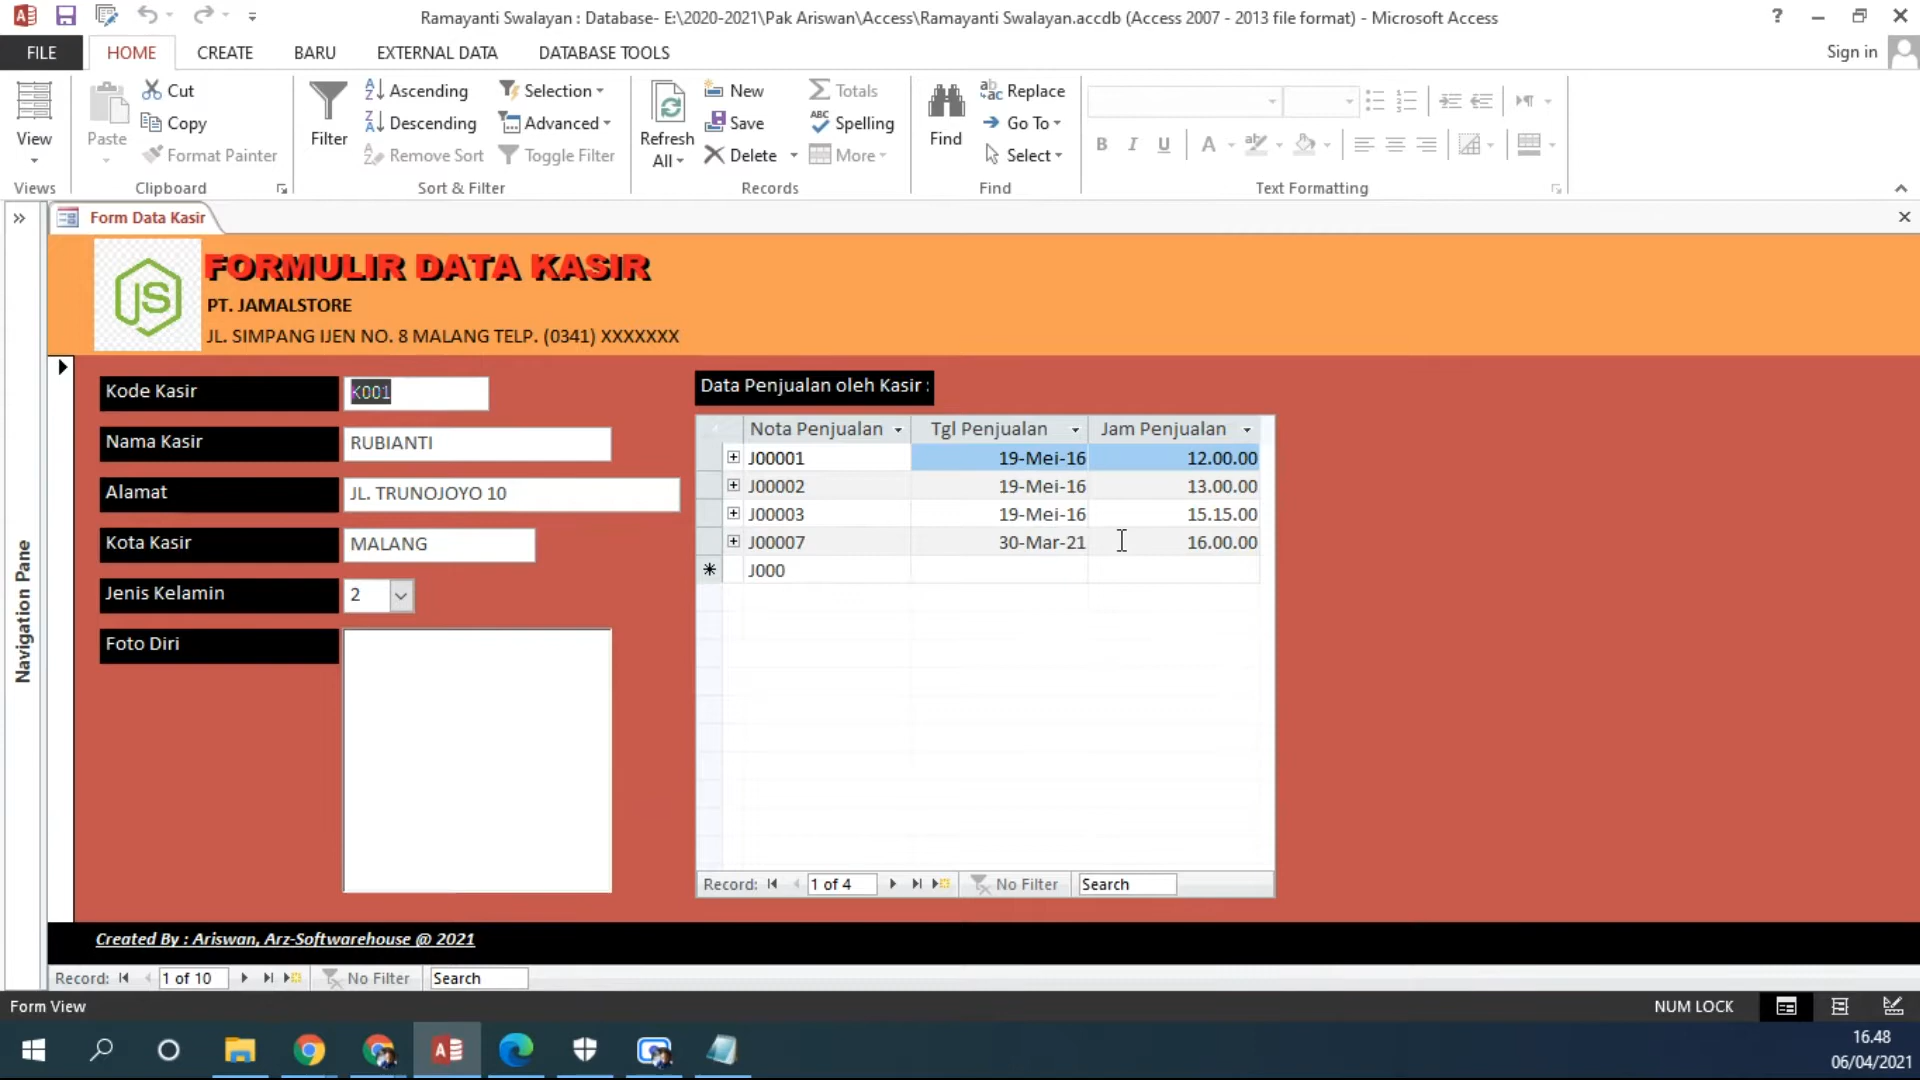 Ramayanti Swalayan : Database- E:\2020-2021\Pak Ariswan\Access\Ramayanti Swalayan.accdb (Access 2007 - 2013 file format) - Microsoft Access
?
FILE HOME CREATE BARU EXTERNAL DATA DATABASE TOOLS Sign in
View
Views
Paste
Cut
Copy
Format Painter
Clipboard
Filter
Ascending
Descending
Remove Sort
Selection
Advanced
Toggle Filter
Sort & Filter
Refresh
All
New
Save
Delete
Totals
Spelling
More
Records
Find
Replace
Go To
Select
Find
B I U A
Text Formatting
Form Data Kasir
Navigation Pane
JS
FORMULIR DATA KASIR
PT. JAMALSTORE
JL. SIMPANG IJEN NO. 8 MALANG TELP. (0341) XXXXXXX
Kode Kasir K001
Nama Kasir RUBIANTI
Alamat JL. TRUNOJOYO 10
Kota Kasir MALANG
Jenis Kelamin 2
Foto Diri
Data Penjualan oleh Kasir :
Nota Penjualan Tgl Penjualan Jam Penjualan
J00001 19-Mei-16 12.00.00
J00002 19-Mei-16 13.00.00
J00003 19-Mei-16 15.15.00
J00007 30-Mar-21 16.00.00
J000
Record: 1 of 4 No Filter Search
Created By : Ariswan, Arz-Softwarehouse @ 2021
Record: 1 of 10 No Filter Search
Form View NUM LOCK
16.48
06/04/2021